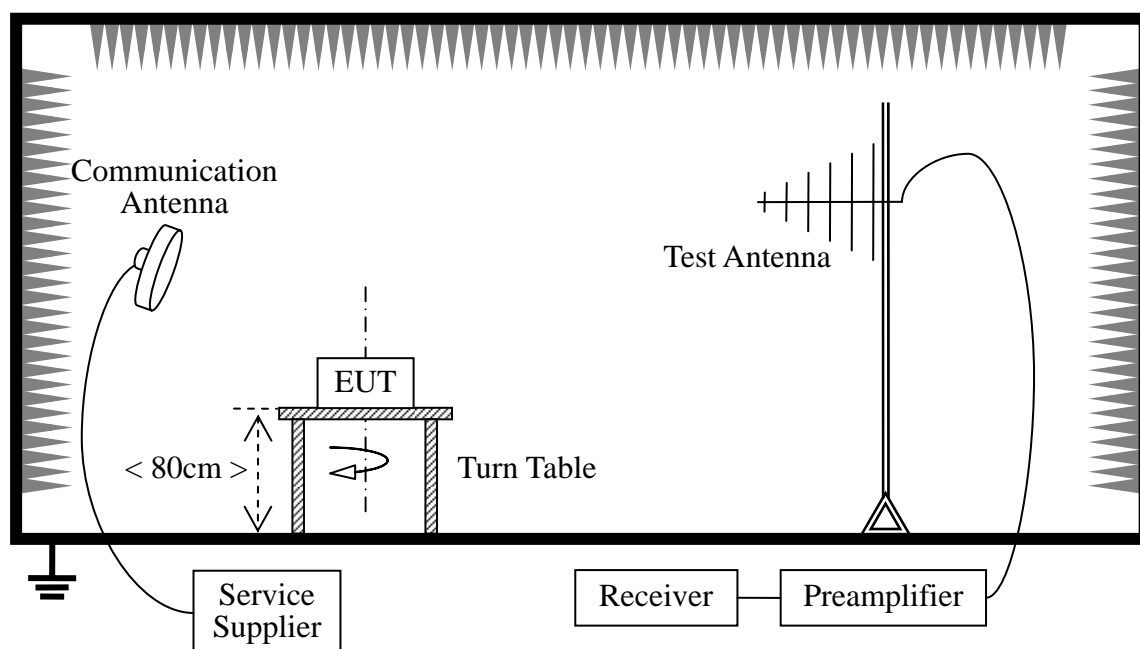 Communication
Antenna
Test Antenna
EUT
< 80cm >
Turn Table
Service
Supplier
Receiver
Preamplifier